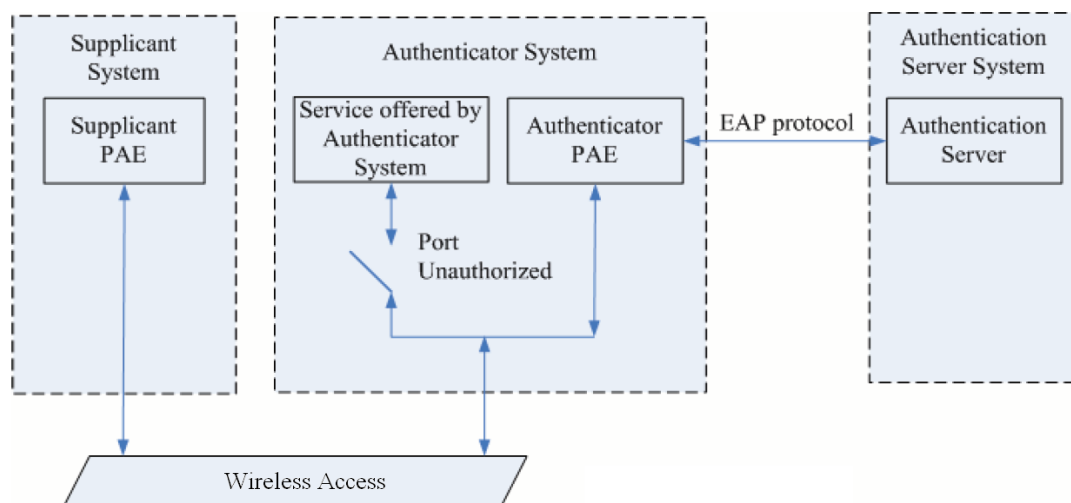 Supplicant
System
Supplicant
PAE
Authenticator System
Service offered by
Authenticator
System
Authenticator
PAE
Port
Unauthorized
EAP protocol
Authentication
Server System
Authentication
Server
Wireless Access